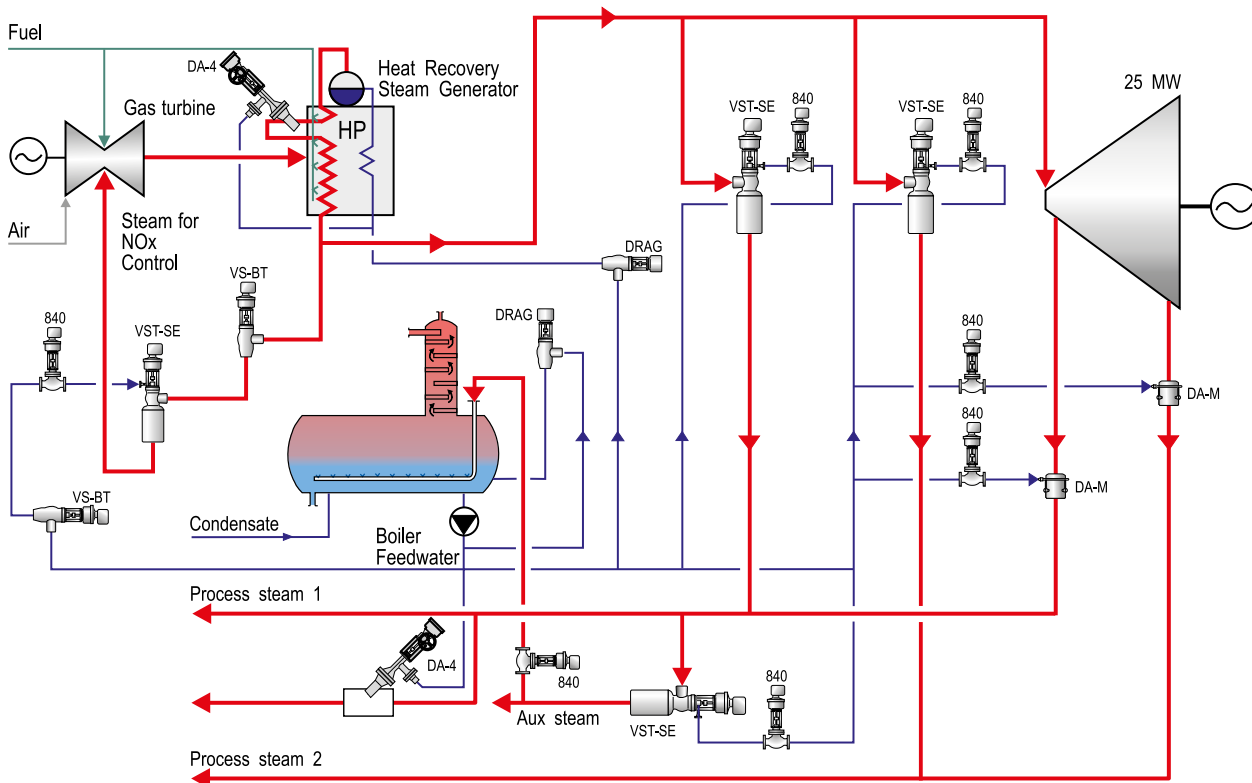 Fuel
DA-4
Heat Recovery
Steam Generator
25 MW
Gas turbine
VST-SE
840
VST-SE
840
HP
Air
Steam for
NOx
Control
DRAG
VS-BT
DRAG
840
VST-SE
840
DA-M
840
DA-M
VS-BT
Condensate
Boiler
Feedwater
Process steam 1
DA-4
840
840
Aux steam
VST-SE
Process steam 2